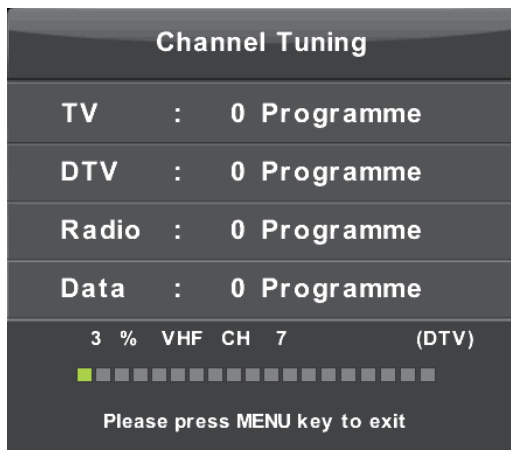 Channel Tuning
TV : 0 Programme
DTV : 0 Programme
Radio : 0 Programme
Data : 0 Programme
3 % VHF CH 7 (DTV)
Please press MENU key to exit